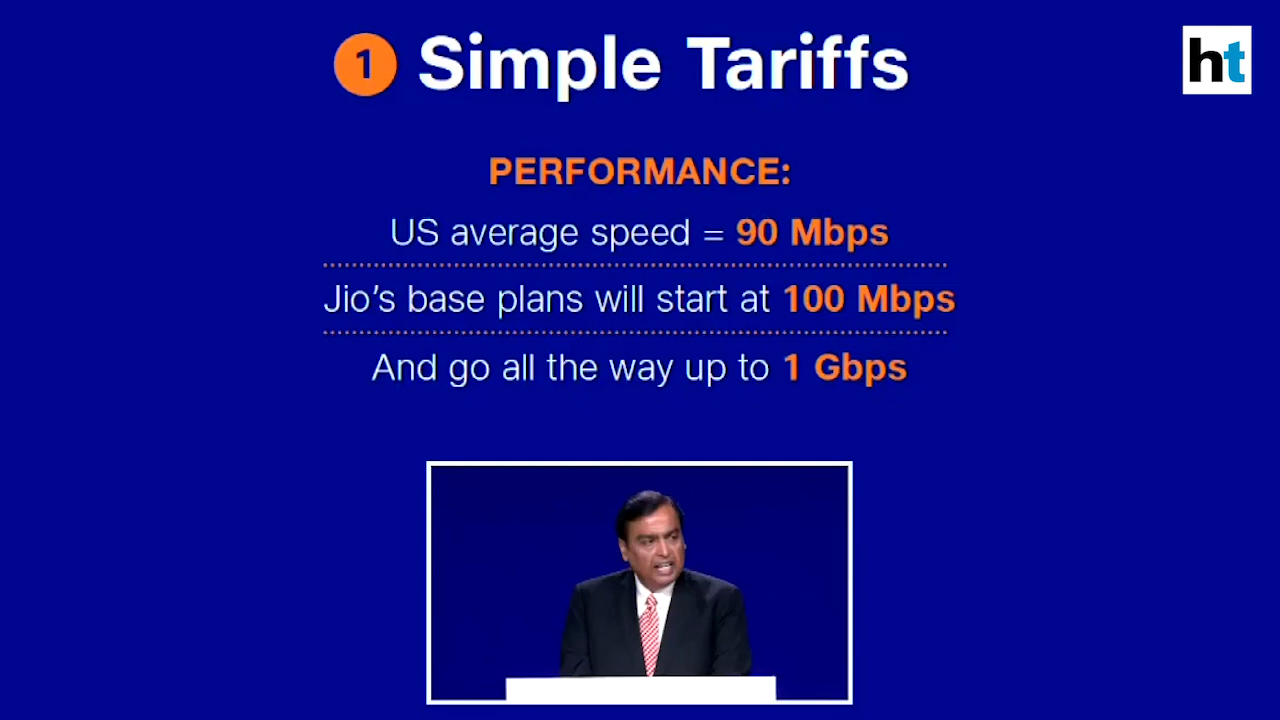 1 Simple Tariffs
ht
PERFORMANCE:
US average speed = 90 Mbps
Jio's base plans will start at 100 Mbps
And go all the way up to 1 Gbps